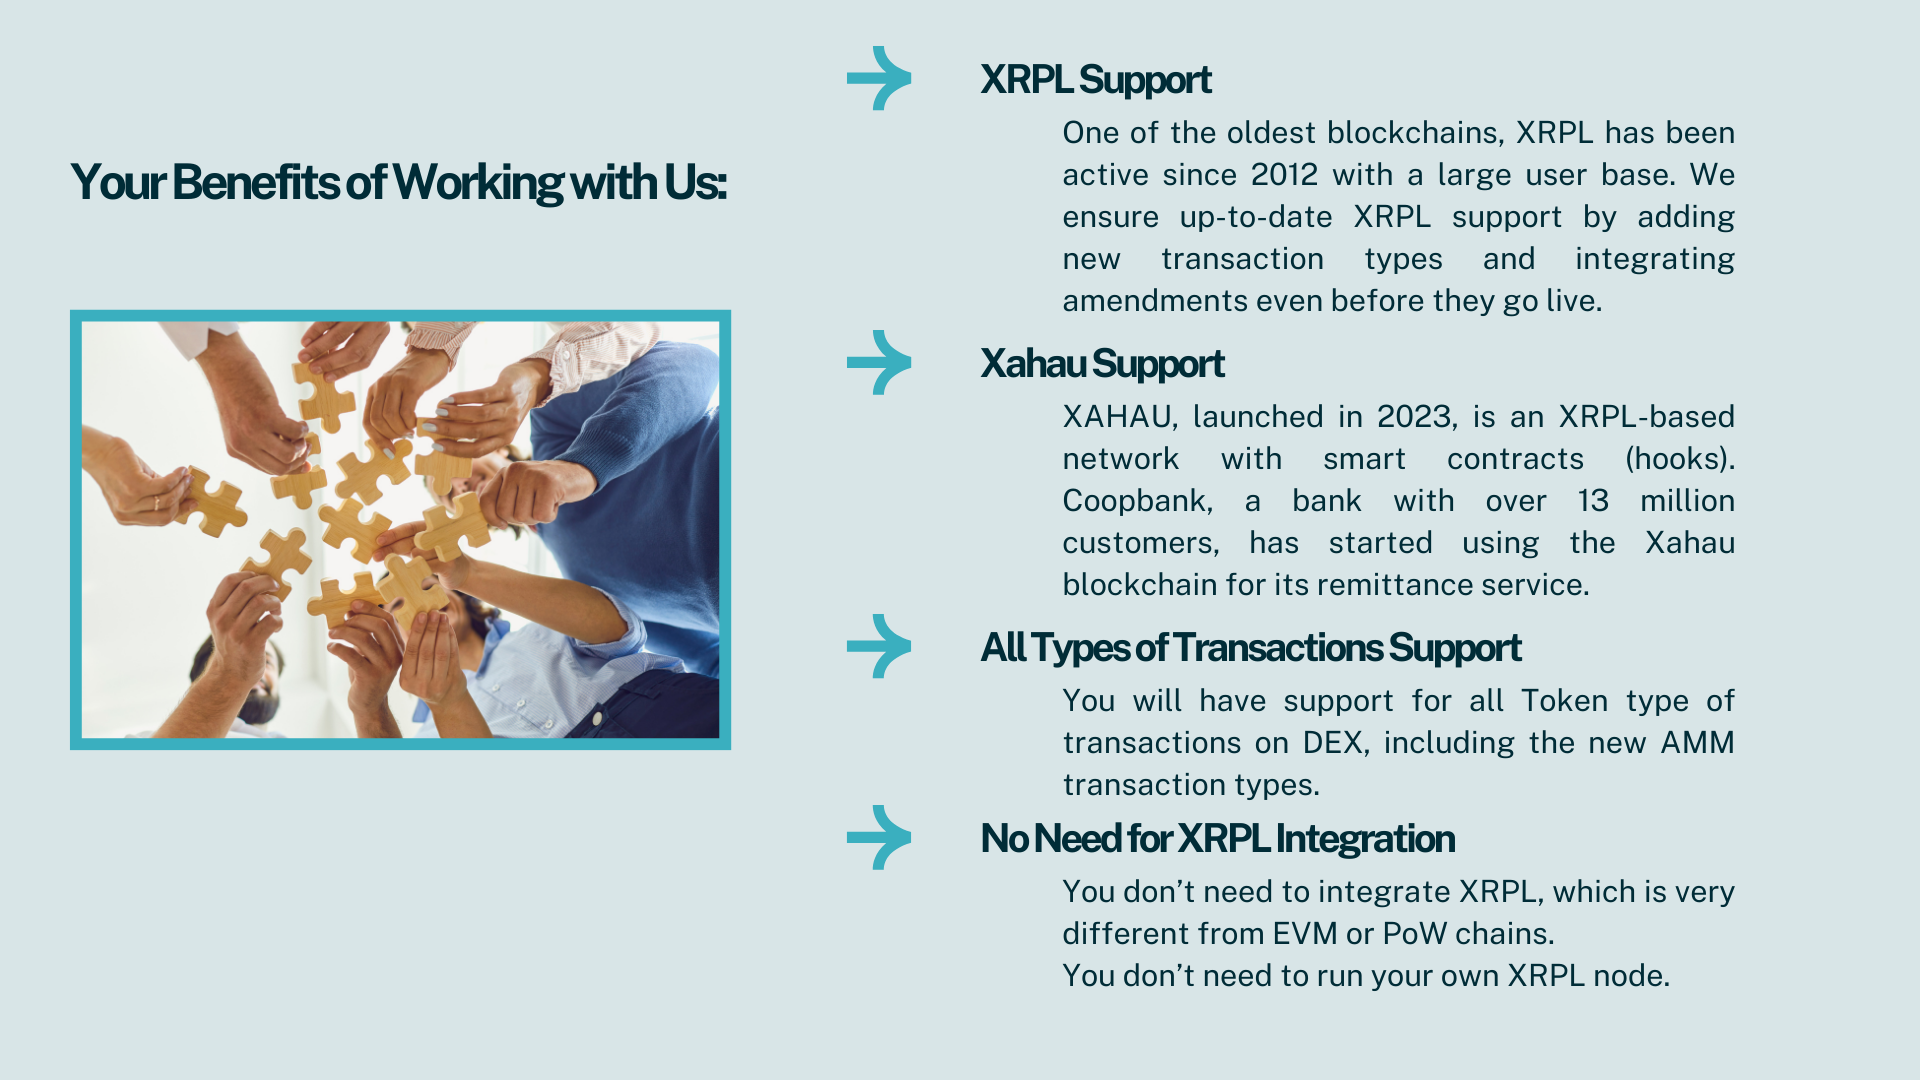 Your Benefits of Working with Us:
XRPL Support
One of the oldest blockchains, XRPL has been
active since 2012 with a large user base. We
ensure up-to-date XRPL support by adding
new transaction types and integrating
amendments even before they go live.
Xahau Support
XAHAU, launched in 2023, is an XRPL-based
network with smart contracts (hooks).
Coopbank, a bank with over 13 million
customers, has started using the Xahau
blockchain for its remittance service.
All Types of Transactions Support
You will have support for all Token type of
transactions on DEX, including the new AMM
transaction types.
No Need for XRPL Integration
You don’t need to integrate XRPL, which is very
different from EVM or PoW chains.
You don’t need to run your own XRPL node.